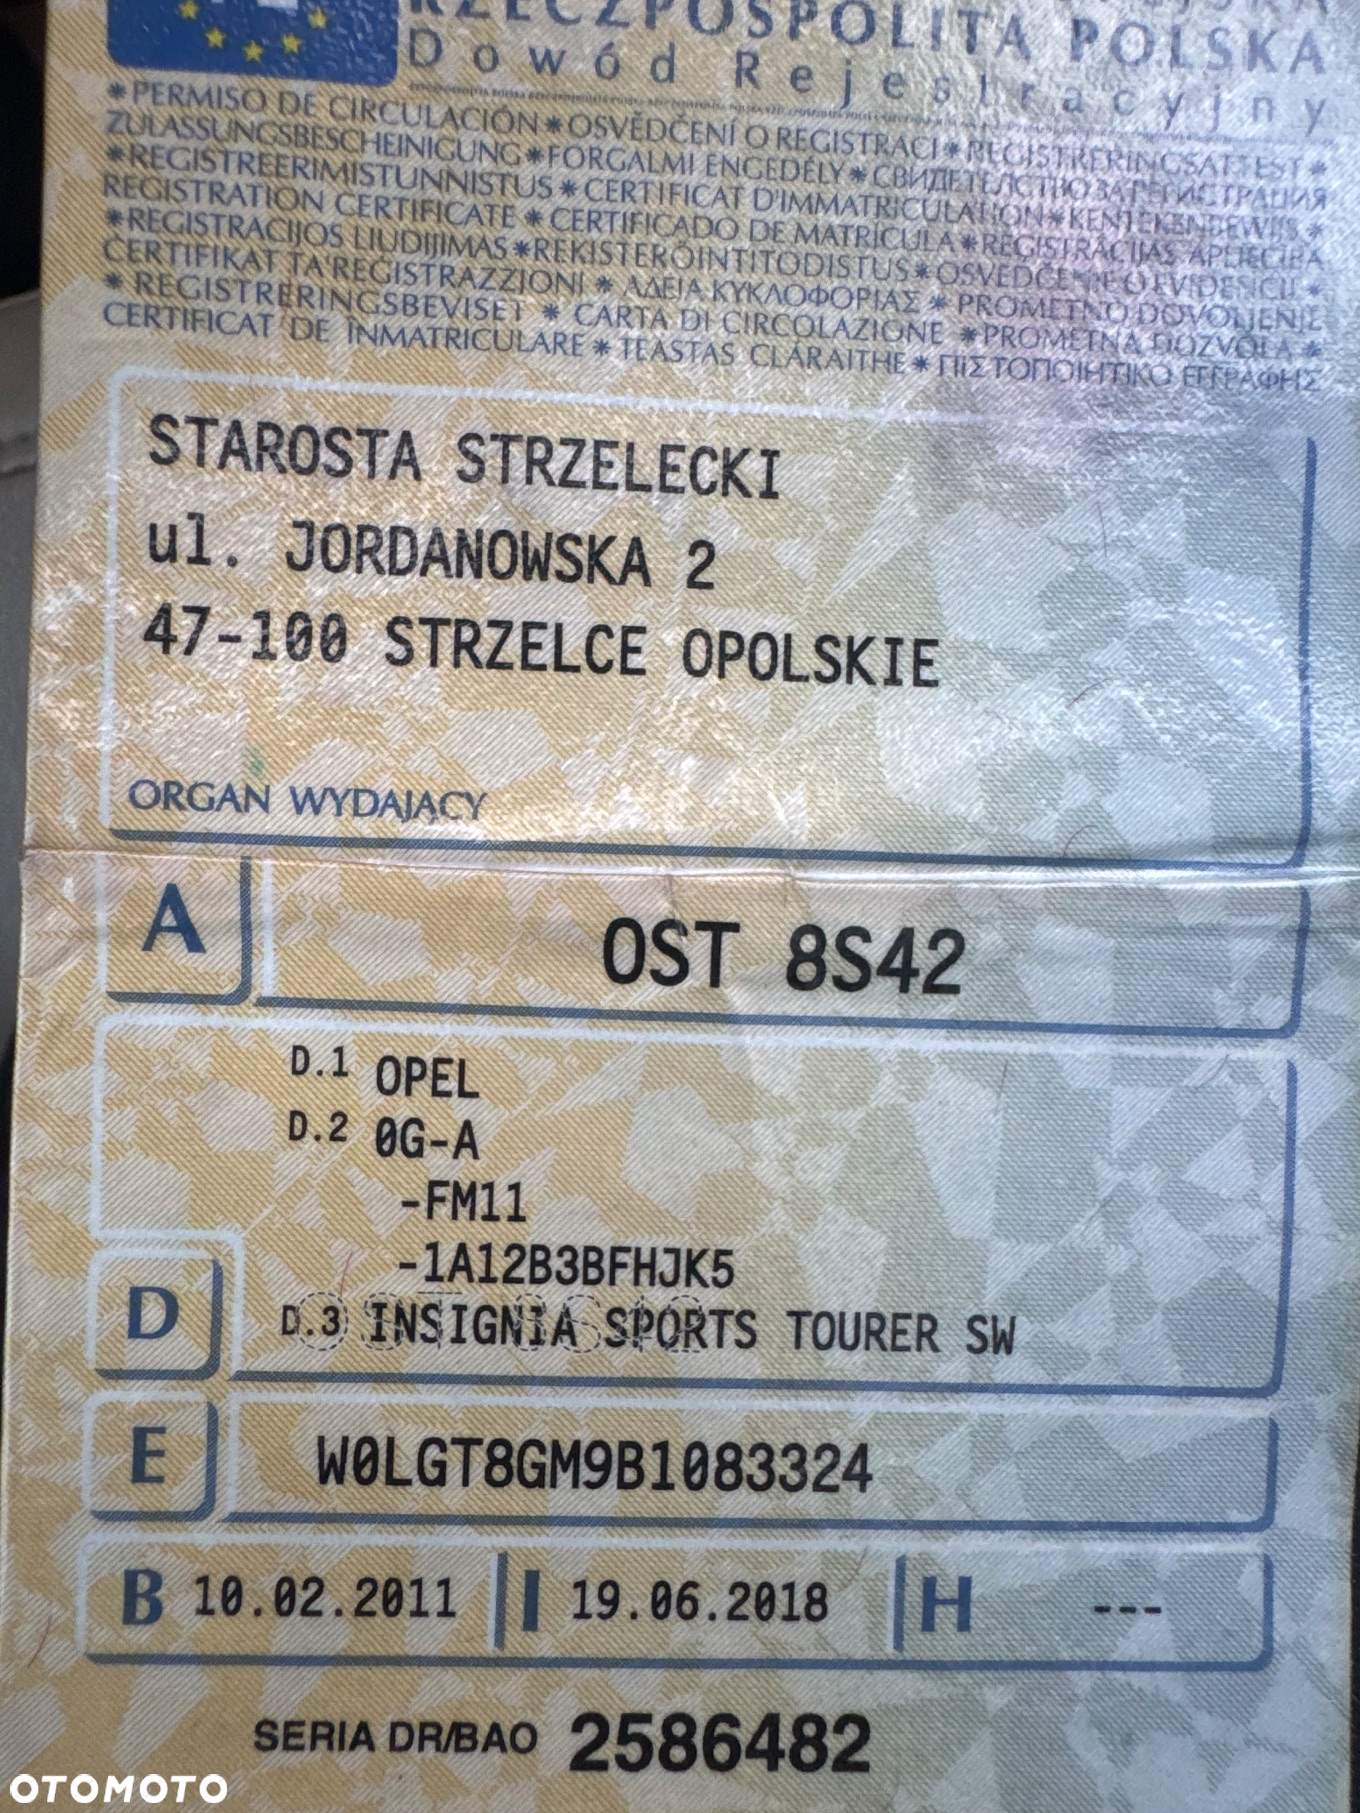 RZECZPOSPOLITA POLSKA
Dowód Rejestracyjny
*PERMISO DE CIRCULACIÓN*OSVĚDČENÍ O REGISTRACI*REGISTRERINGSATTEST*
ZULASSUNGSBESCHEINIGUNG*FORGALMI ENGEDÉLY*СВИДЕТЕЛСТВО ЗА РЕГИСТРАЦИЯ
*REGISTREERIMISTUNNISTUS*CERTIFICAT D'IMMATRICULATION*KENTEKENBEWIJS*
REGISTRATION CERTIFICATE*CERTIFICADO DE MATRÍCULA*REĢISTRĀCIJAS APLIECĪBA
*REGISTRACIJOS LIUDIJIMAS*REKISTERÖINTITODISTUS*OSVEDČENIE O EVIDENCII*
ĊERTIFIKAT TA'REĠISTRAZZJONI*ΑΔΕΙΑ ΚΥΚΛΟΦΟΡΙΑΣ*PROMETNO DOVOLJENJE
*REGISTRERINGSBEVISET*CARTA DI CIRCOLAZIONE*PROMETNA DOZVOLA*
CERTIFICAT DE ÎNMATRICULARE*TEASTAS CLÁRAITHE*ΠΙΣΤΟΠΟΙΗΤΙΚΟ ΕΓΓΡΑΦΗΣ
STAROSTA STRZELECKI
ul. JORDANOWSKA 2
47-100 STRZELCE OPOLSKIE
ORGAN WYDAJĄCY
A OST 8S42
D.1 OPEL
D.2 0G-A
-FM11
-1A12B3BFHJK5
D D.3 INSIGNIA SPORTS TOURER SW
E W0LGT8GM9B1083324
B 10.02.2011 I 19.06.2018 H ---
SERIA DR/BAO 2586482
OTOMOTO